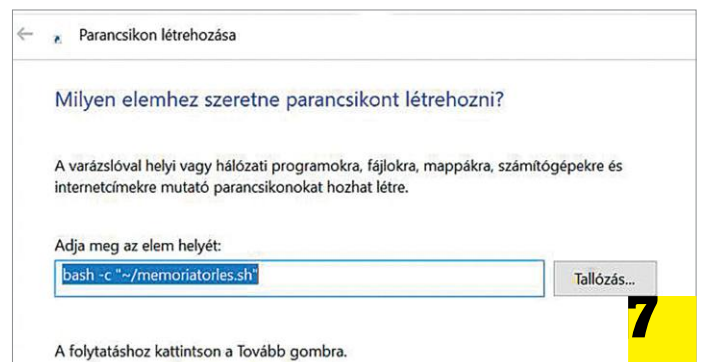 Parancsikon létrehozása
Milyen elemhez szeretne parancsikont létrehozni?
A varázslóval helyi vagy hálózati programokra, fájlokra, mappákra, számítógépekre és
internetcímekre mutató parancsikonokat hozhat létre.
Adja meg az elem helyét:
bash -c "~/memoriatorles.sh"
Tallózás...
7
A folytatáshoz kattintson a Tovább gombra.